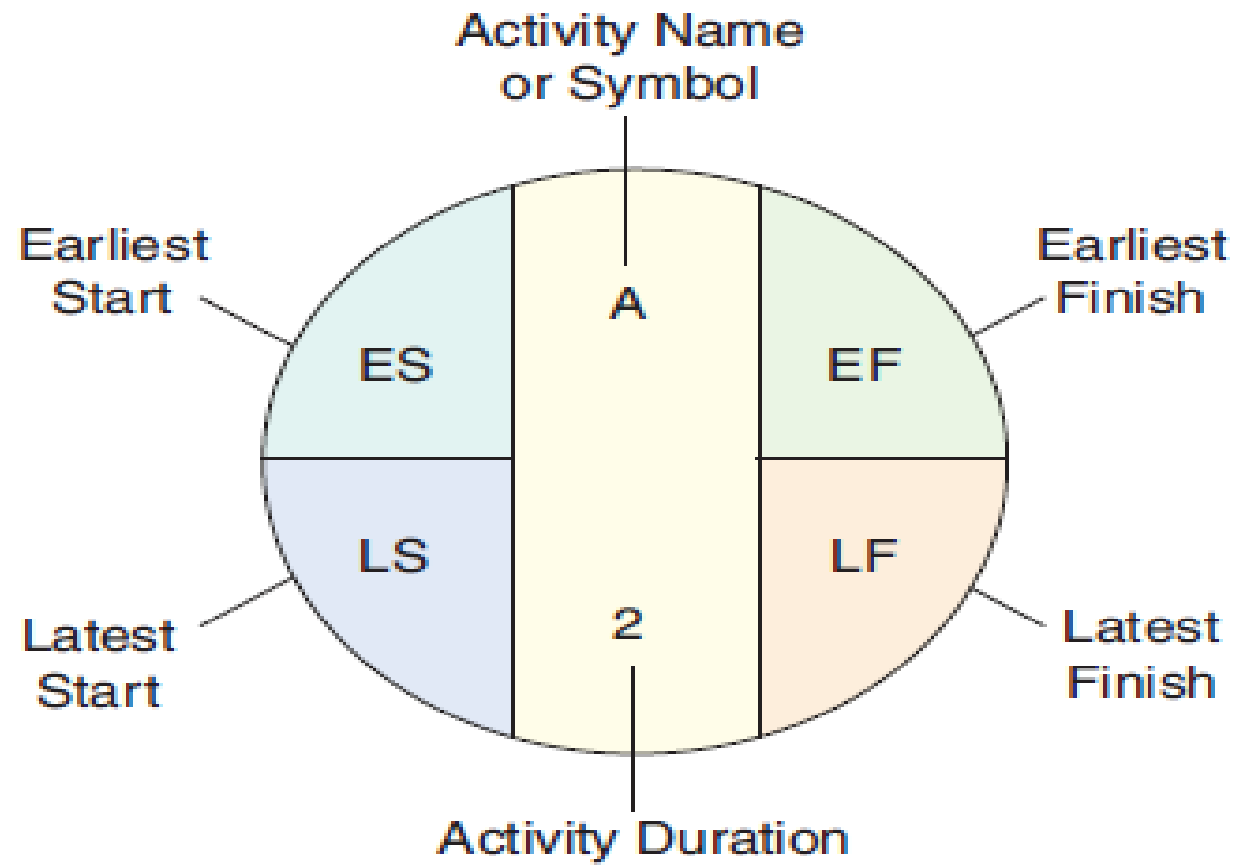 Activity Name
or Symbol
Earliest
Start
Earliest
Finish
A
ES
EF
LS
LF
2
Latest
Start
Latest
Finish
Activity Duration